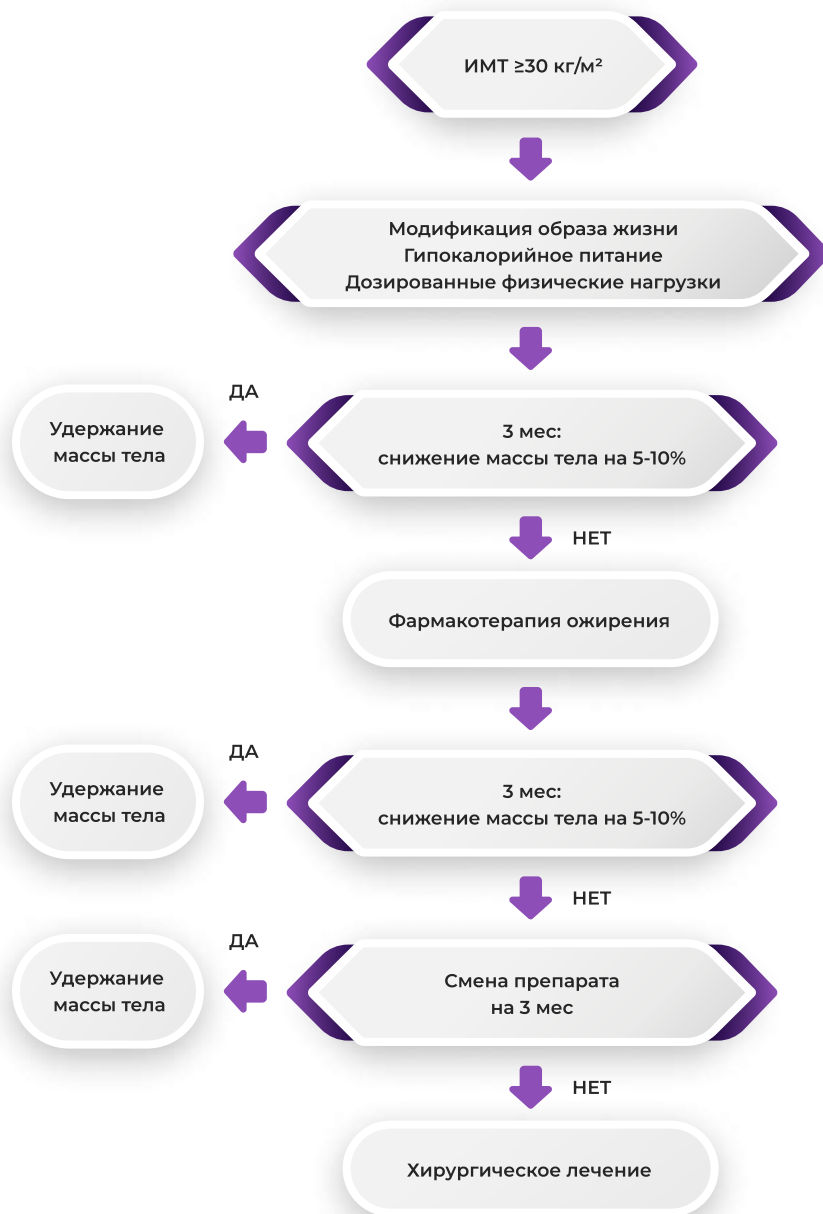 ИМТ ≥30 кг/м²
Модификация образа жизни
Гипокалорийное питание
Дозированные физические нагрузки
ДА
Удержание
массы тела
3 мес:
снижение массы тела на 5-10%
НЕТ
Фармакотерапия ожирения
ДА
Удержание
массы тела
3 мес:
снижение массы тела на 5-10%
НЕТ
ДА
Удержание
массы тела
Смена препарата
на 3 мес
НЕТ
Хирургическое лечение